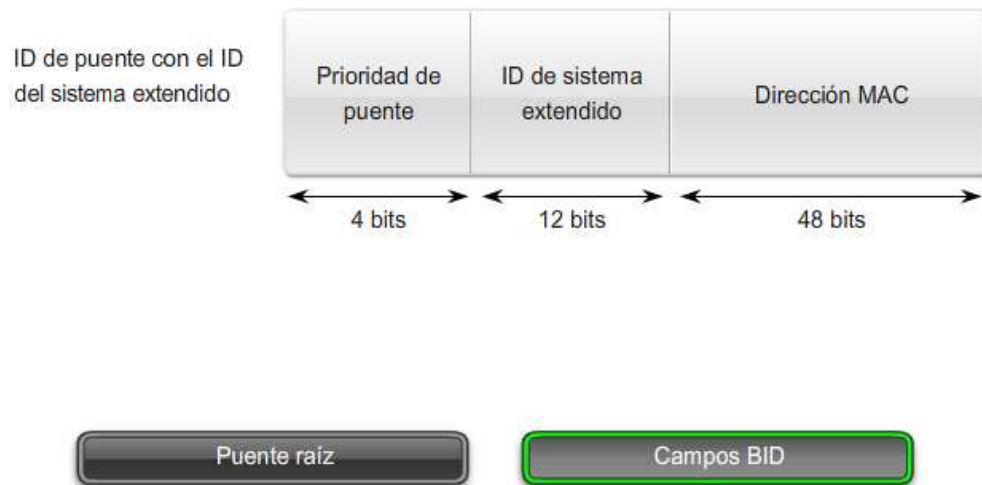 ID de puente con el ID
del sistema extendido
Prioridad de
puente
ID de sistema
extendido
Dirección MAC
4 bits
12 bits
48 bits
Puente raíz
Campos BID